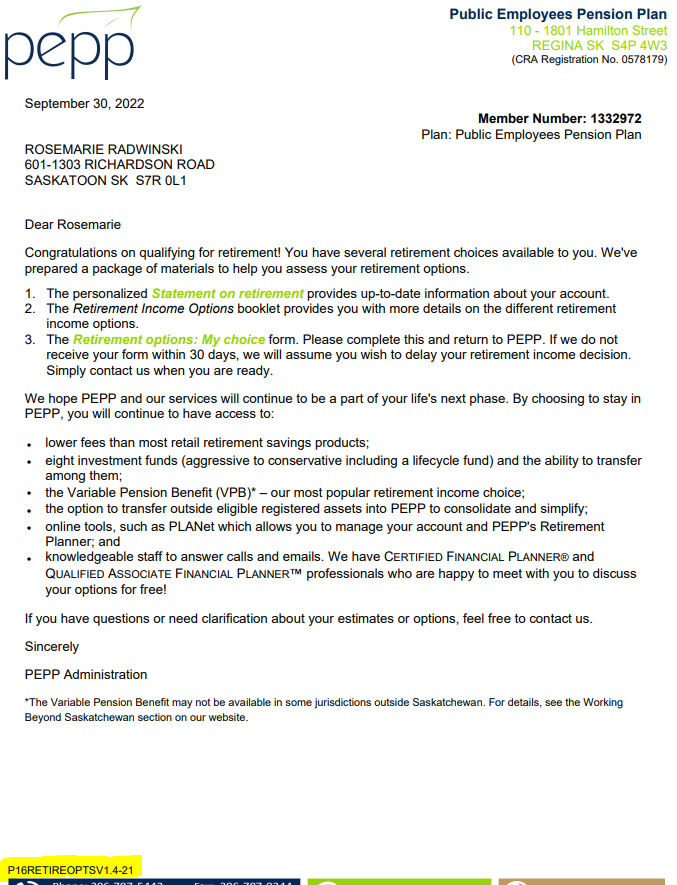 pepp
Public Employees Pension Plan
110 - 1801 Hamilton Street
REGINA SK  S4P 4W3
(CRA Registration No. 0578179)
September 30, 2022
Member Number: 1332972
Plan: Public Employees Pension Plan
ROSEMARIE RADWINSKI
601-1303 RICHARDSON ROAD
SASKATOON SK  S7R 0L1
Dear Rosemarie
Congratulations on qualifying for retirement! You have several retirement choices available to you. We've
prepared a package of materials to help you assess your retirement options.
1. The personalized Statement on retirement provides up-to-date information about your account.
2. The Retirement Income Options booklet provides you with more details on the different retirement
income options.
3. The Retirement options: My choice form. Please complete this and return to PEPP. If we do not
receive your form within 30 days, we will assume you wish to delay your retirement income decision.
Simply contact us when you are ready.
We hope PEPP and our services will continue to be a part of your life's next phase. By choosing to stay in
PEPP, you will continue to have access to:
• lower fees than most retail retirement savings products;
• eight investment funds (aggressive to conservative including a lifecycle fund) and the ability to transfer
among them;
• the Variable Pension Benefit (VPB)* – our most popular retirement income choice;
• the option to transfer outside eligible registered assets into PEPP to consolidate and simplify;
• online tools, such as PLANet which allows you to manage your account and PEPP's Retirement
Planner; and
• knowledgeable staff to answer calls and emails. We have CERTIFIED FINANCIAL PLANNER® and
QUALIFIED ASSOCIATE FINANCIAL PLANNER™ professionals who are happy to meet with you to discuss
your options for free!
If you have questions or need clarification about your estimates or options, feel free to contact us.
Sincerely
PEPP Administration
*The Variable Pension Benefit may not be available in some jurisdictions outside Saskatchewan. For details, see the Working
Beyond Saskatchewan section on our website.
P16RETIREOPTSV1.4-21